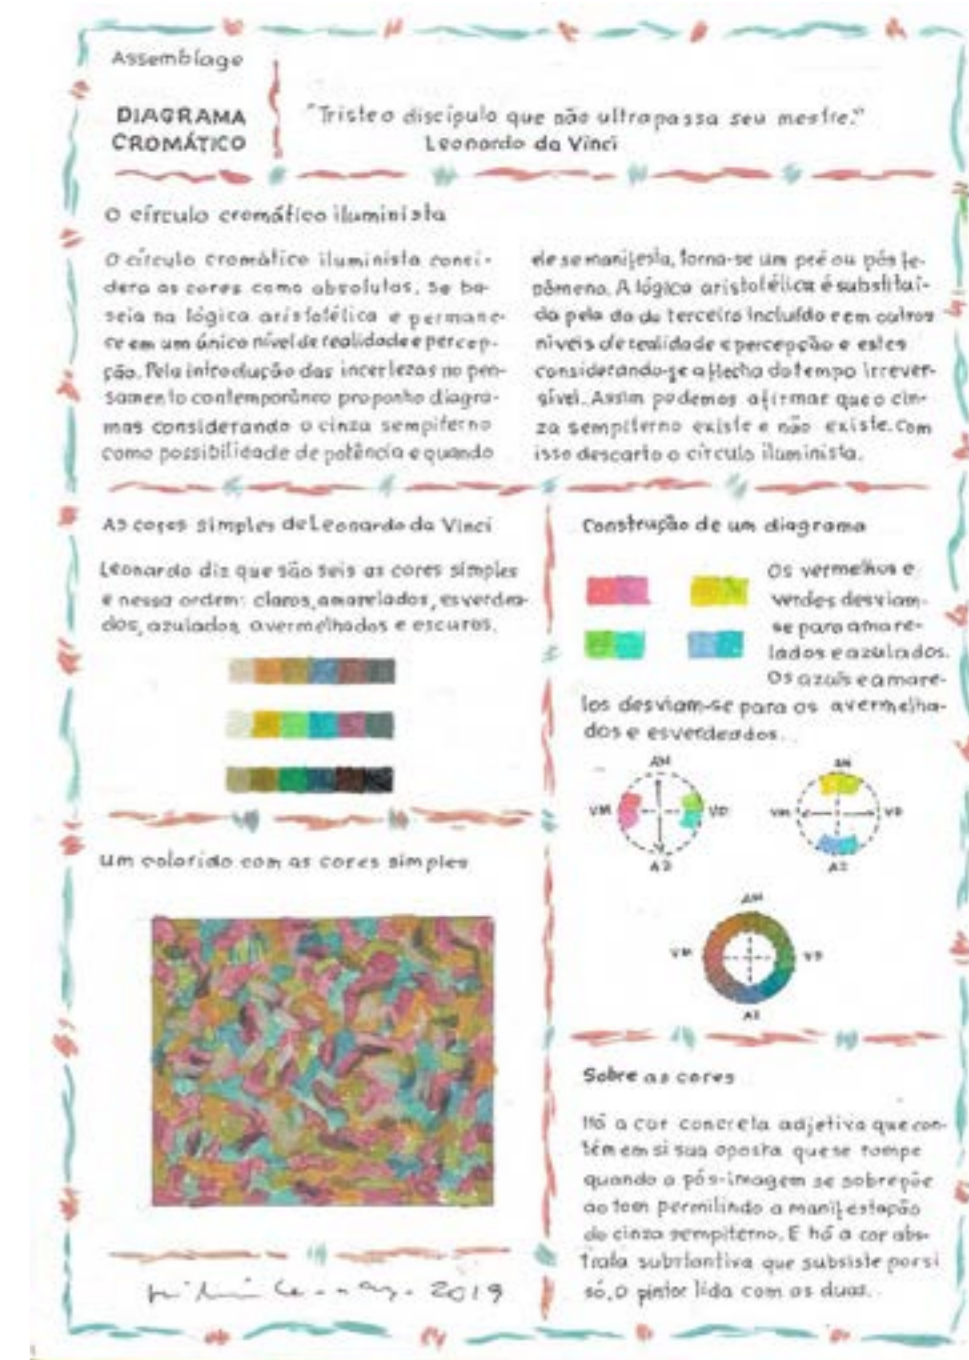 Assemblage
DIAGRAMA
CROMÁTICO
"Triste o discípulo que não ultrapassa seu mestre."
Leonardo da Vinci
O círculo cromático iluminista
O círculo cromático iluminista consi-
dera as cores como absolutas. Se ba-
seia na lógica aristotélica e permane-
ce em um único nível de realidade e percep-
ção. Pela introdução das incertezas no pen-
samento contemporâneo proponho diagra-
mas considerando o cinza sempiterno
como possibilidade de potência e quando
ele se manifesta, torna-se um pré ou pós fe-
nômeno. A lógica aristotélica é substituí-
da pela do do terceiro incluído e em outros
níveis de realidade e percepção e estes
considerando-se a flecha do tempo irrever-
sível. Assim podemos afirmar que o cin-
za sempiterno existe e não existe. Com
isso descarto o círculo iluminista.
As cores simples de Leonardo da Vinci
Leonardo diz que são seis as cores simples
e nessa ordem: claros, amarelados, esverdea-
dos, azulados, avermelhados e escuros.
Um colorido com as cores simples
2019
Construção de um diagrama
Os vermelhos e
verdes desviam-
se para amare-
lados e azulados.
Os azuis e amare-
los desviam-se para os avermelha-
dos e esverdeados.
AM
VM VD
AZ
AM
VM VD
AZ
AM
VM VD
AZ
Sobre as cores
Há a cor concreta adjetiva que con-
têm em si sua oposta que se rompe
quando a pós-imagem se sobrepõe
ao tom permitindo a manifestação
do cinza sempiterno. E há a cor abs-
trata substantiva que subsiste por si
só. O pintor lida com as duas.